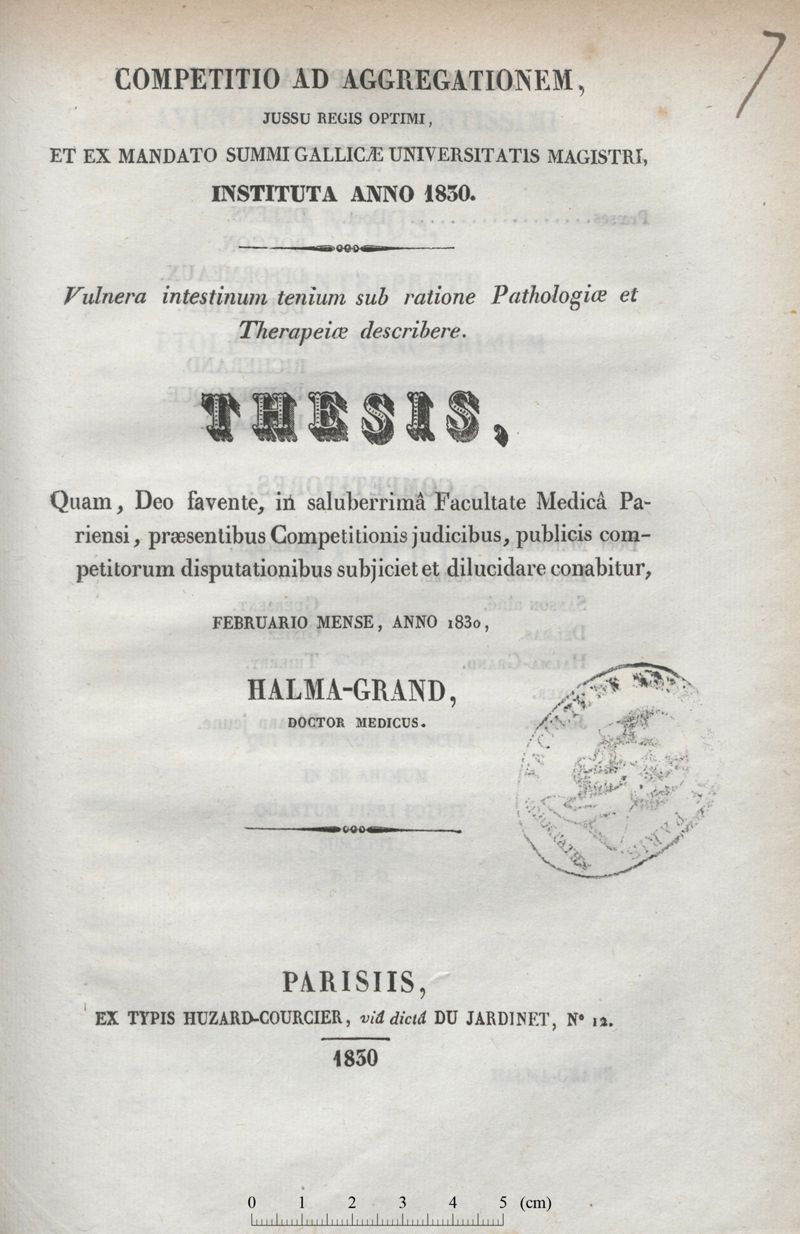 7
COMPETITIO AD AGGREGATIONEM,
JUSSU REGIS OPTIMI,
ET EX MANDATO SUMMI GALLICÆ UNIVERSITATIS MAGISTRI,
INSTITUTA ANNO 1830.
Vulnera intestinum tenium sub ratione Pathologiæ et
Therapeiæ describere.
THESIS,
Quam, Deo favente, in saluberrimâ Facultate Medicâ Pa-
riensi, præsentibus Competitionis judicibus, publicis com-
petitorum disputationibus subjiciet et dilucidare conabitur,
FEBRUARIO MENSE, ANNO 1830,
HALMA-GRAND,
DOCTOR MEDICUS.
PARIS
PARISIIS,
EX TYPIS HUZARD-COURCIER, viâ dictâ DU JARDINET, N° 12.
1830
0 1 2 3 4 5 (cm)